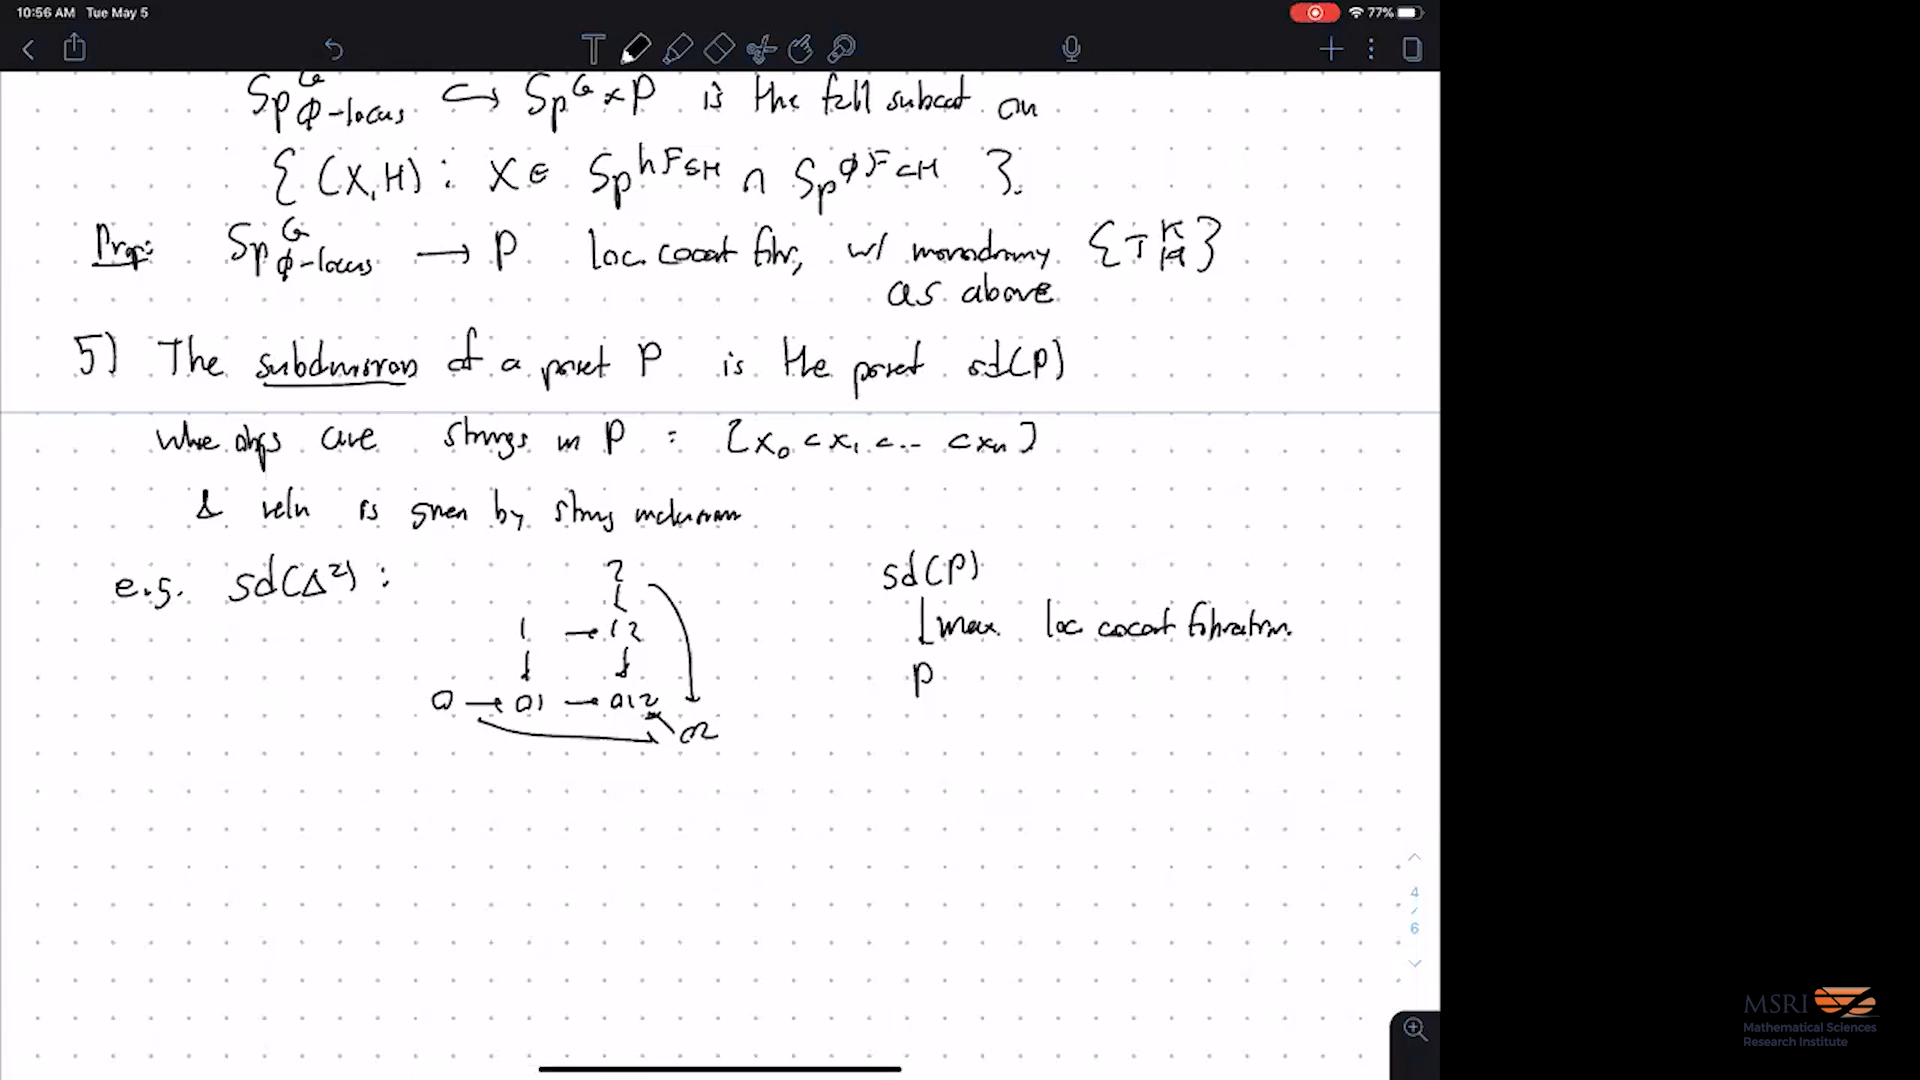 10:56 AM Tue May 5
77%
Sp^G_{Φ-locus} ↪ Sp^G × P is the full subcat on
{ (X, H) : X ∈ Sp^{hF_{≤H}} ∩ Sp^{ΦF_{<H}} }.
Prop: Sp^G_{Φ-locus} → P loc. cocart fibr, w/ monodromy {T^K_H}
as above
5) The subdivision of a poset P is the poset sd(P)
where objs are strings in P = [x_0 < x_1 < ... < x_n]
& reln is given by string inclusion
e.g. sd(Δ^2) :
2
1 → 12
0 → 01 → 012
02
sd(P)
↓ max loc. cocart fibration.
P
4
/
6
MSRI
Mathematical Sciences
Research Institute